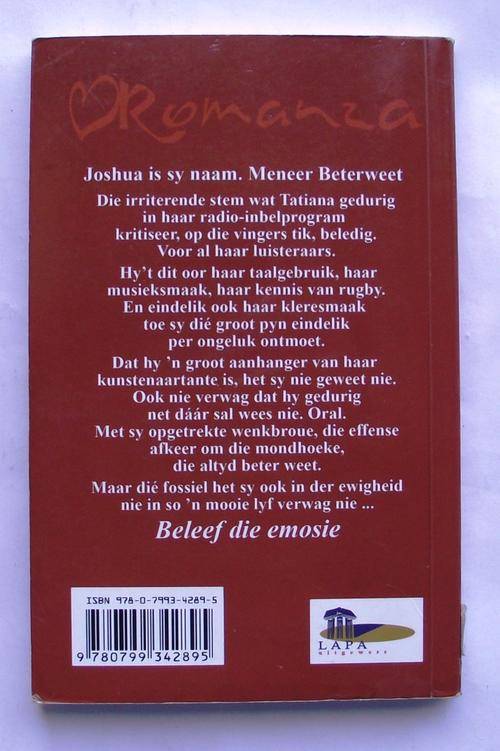 Romanza
Joshua is sy naam. Meneer Beterweet
Die irriterende stem wat Tatiana gedurig
in haar radio-inbelprogram
kritiseer, op die vingers tik, beledig.
Voor al haar luisteraars.
Hy't dit oor haar taalgebruik, haar
musieksmaak, haar kennis van rugby.
En eindelik ook haar kleresmaak
toe sy dié groot pyn eindelik
per ongeluk ontmoet.
Dat hy 'n groot aanhanger van haar
kunstenaartante is, het sy nie geweet nie.
Ook nie verwag dat hy gedurig
net dáár sal wees nie. Oral.
Met sy opgetrekte wenkbroue, die effense
afkeer om die mondhoeke,
die altyd beter weet.
Maar dié fossiel het sy ook in der ewigheid
nie in so 'n mooie lyf verwag nie ...
Beleef die emosie
ISBN 978-0-7993-4289-5
9 780799 342895
LAPA
uitgewers